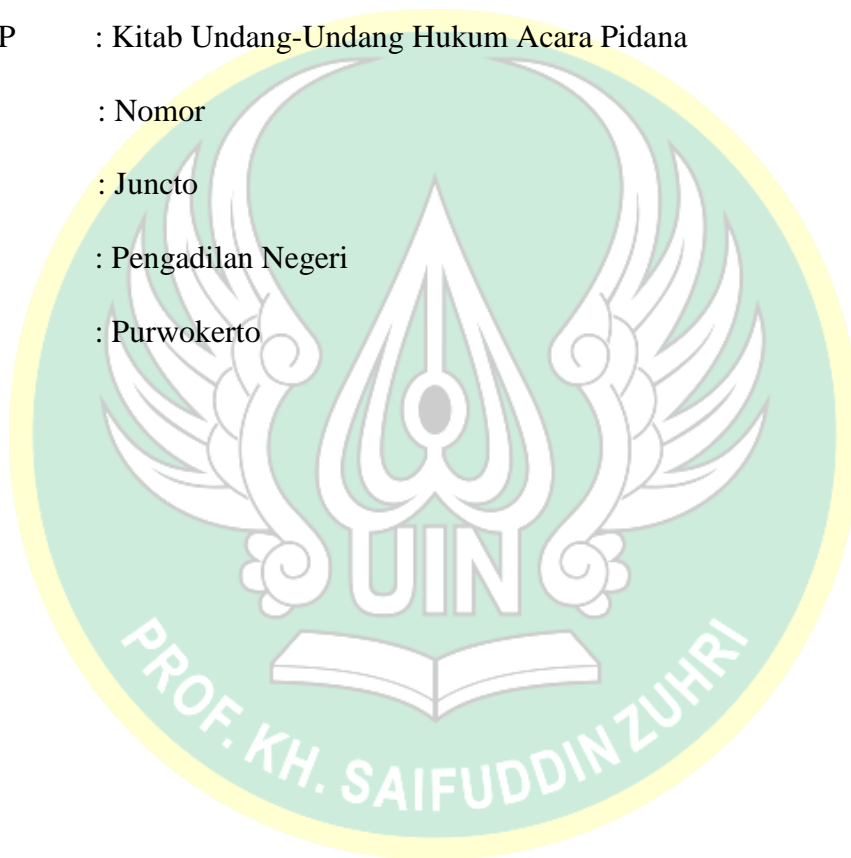 P : Kitab Undang-Undang Hukum Acara Pidana
: Nomor
: Juncto
: Pengadilan Negeri
: Purwokerto
UIN
PROF. KH. SAIFUDDIN ZUHRI